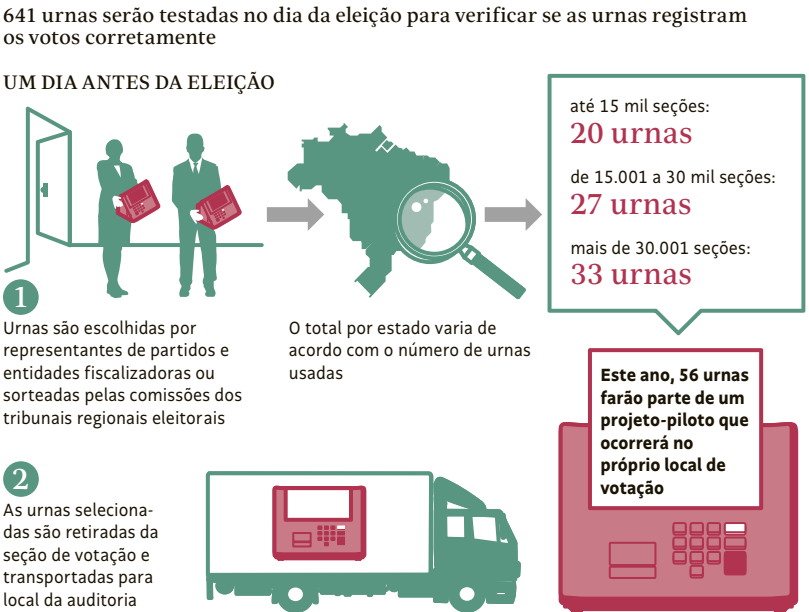 641 urnas serão testadas no dia da eleição para verificar se as urnas registram
os votos corretamente
UM DIA ANTES DA ELEIÇÃO
1
Urnas são escolhidas por
representantes de partidos e
entidades fiscalizadoras ou
sorteadas pelas comissões dos
tribunais regionais eleitorais
O total por estado varia de
acordo com o número de urnas
usadas
até 15 mil seções:
20 urnas
de 15.001 a 30 mil seções:
27 urnas
mais de 30.001 seções:
33 urnas
Este ano, 56 urnas
farão parte de um
projeto-piloto que
ocorrerá no
próprio local de
votação
2
As urnas seleciona-
das são retiradas da
seção de votação e
transportadas para
local da auditoria